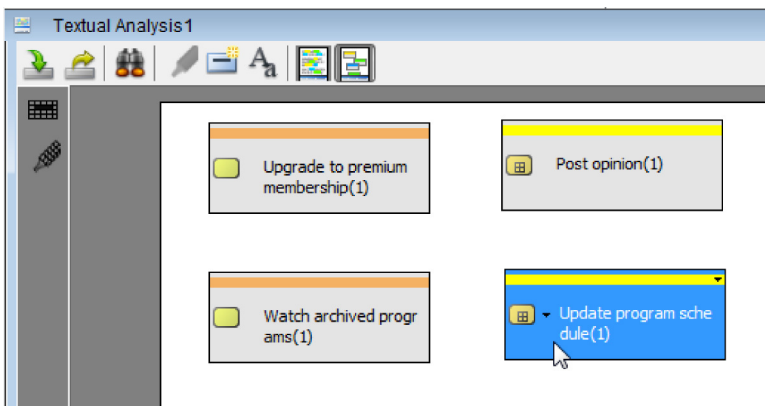 Textual Analysis1
Upgrade to premium
membership(1)
Post opinion(1)
Watch archived progr
ams(1)
Update program sche
dule(1)